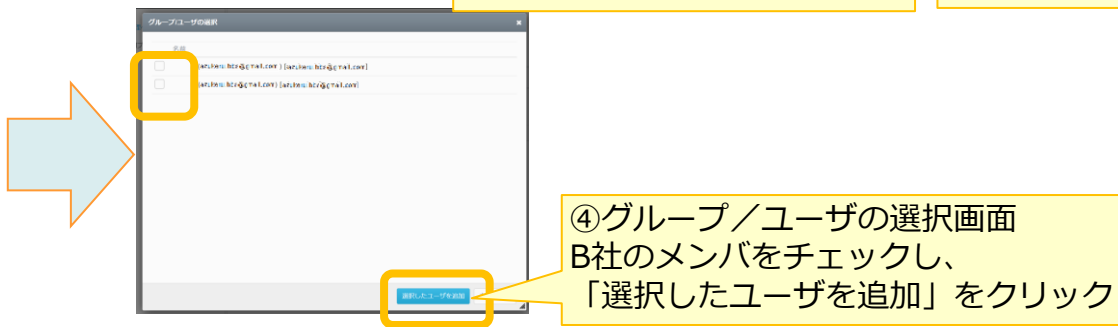 グループ/ユーザの選択
×
名前
選択したユーザを追加
④グループ／ユーザの選択画面
B社のメンバをチェックし、
「選択したユーザを追加」をクリック